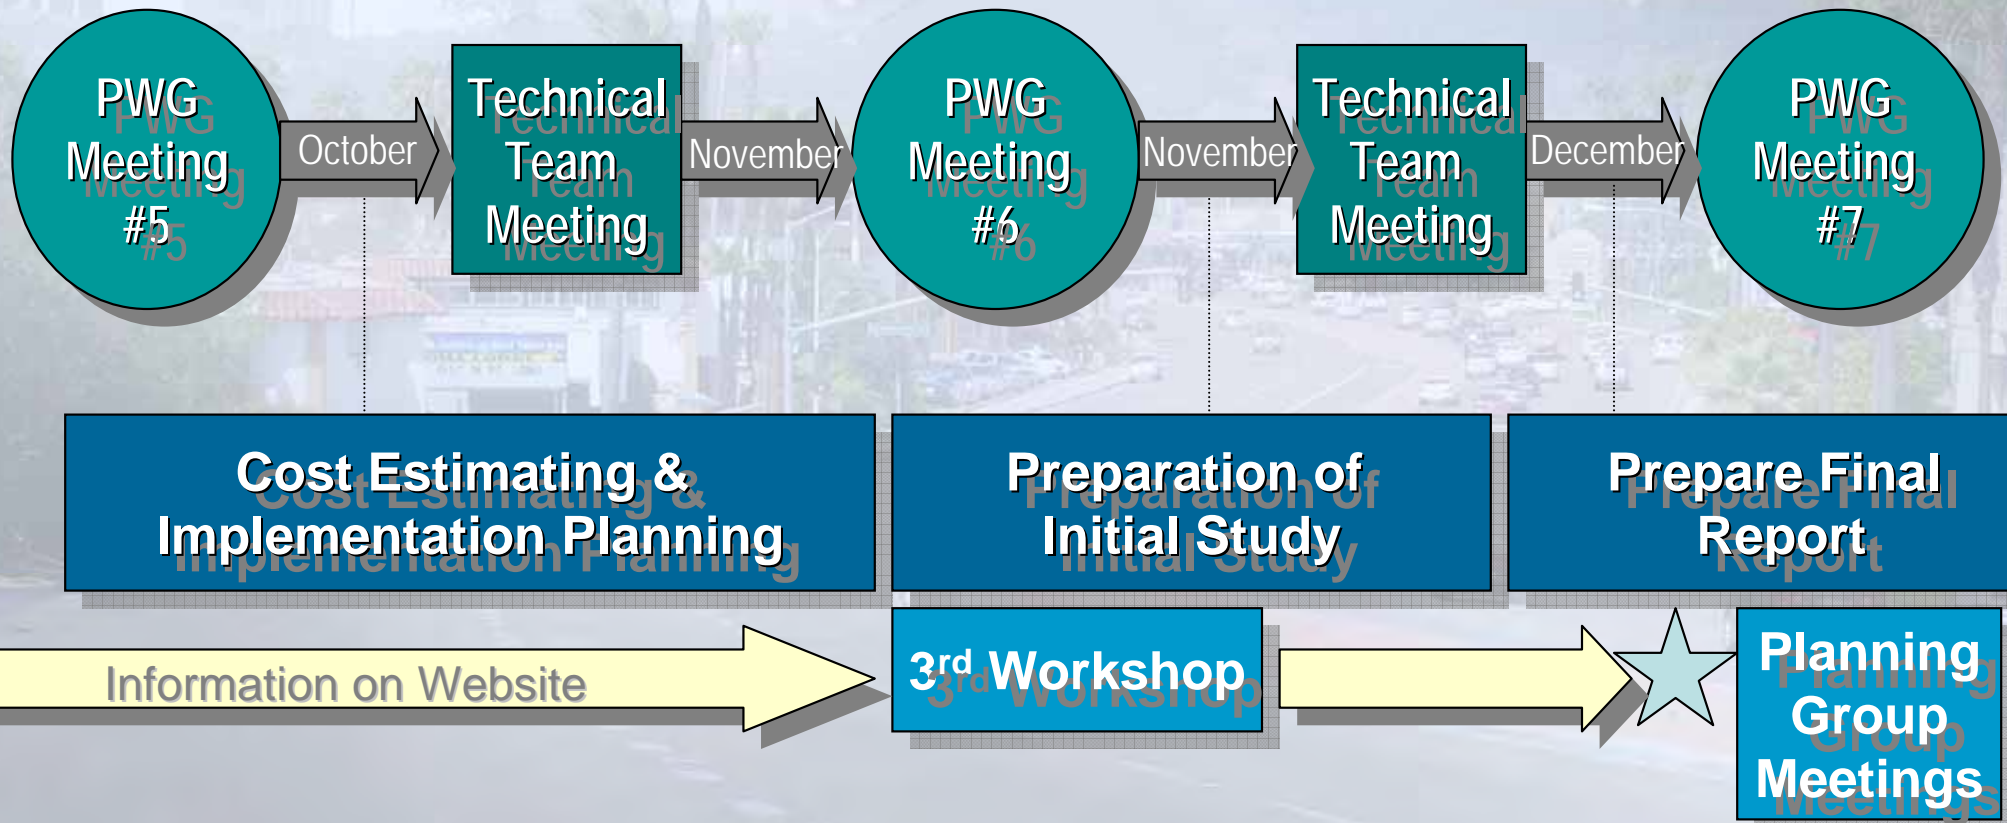 PWG
Meeting
#5
October
Technical
Team
Meeting
November
PWG
Meeting
#6
November
Technical
Team
Meeting
December
PWG
Meeting
#7
Cost Estimating &
Implementation Planning
Preparation of
Initial Study
Prepare Final
Report
Information on Website
3rd Workshop
Planning
Group
Meetings